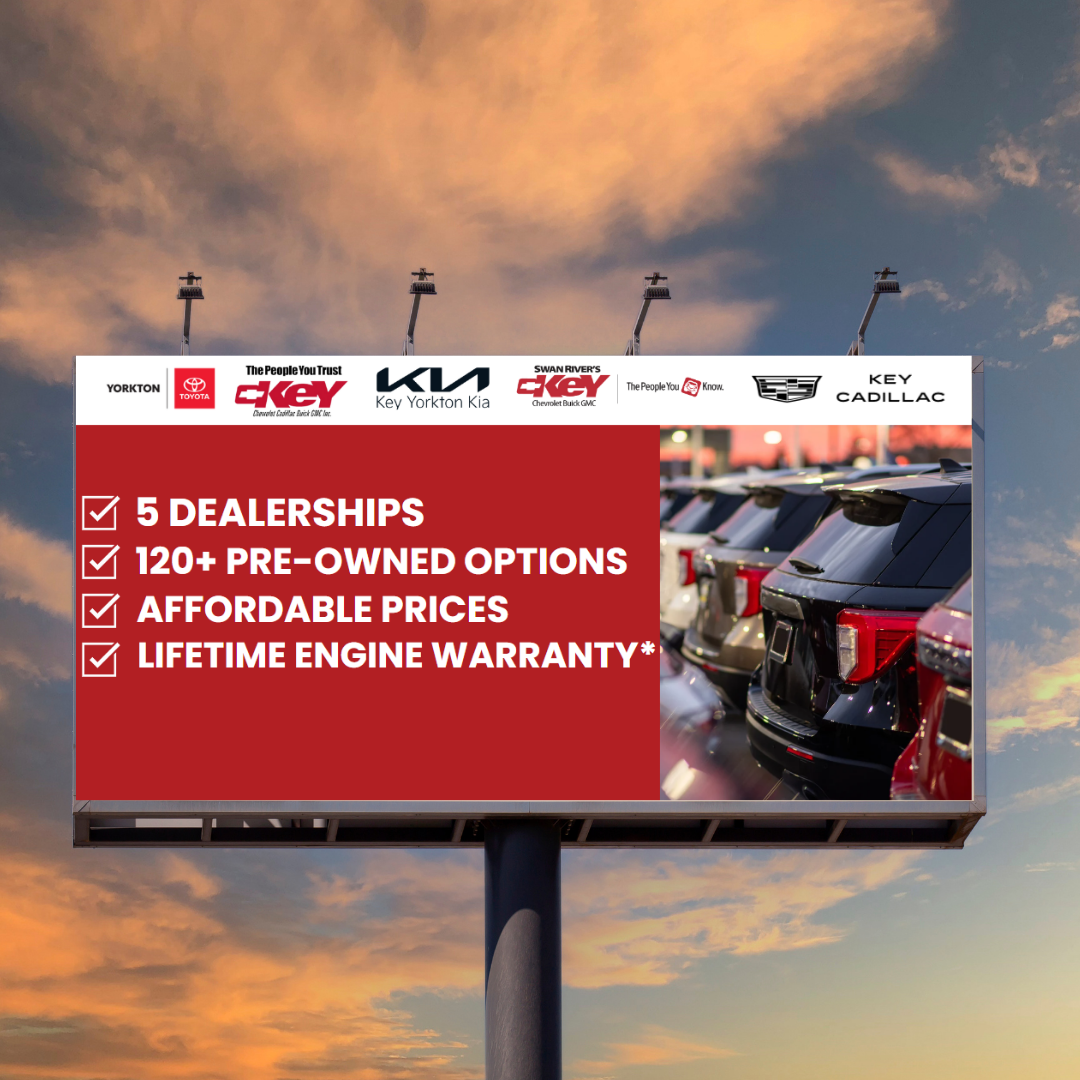 YORKTON
TOYOTA
The People You Trust
KEY
Chevrolet Cadillac Buick GMC Inc.
KIA
Key Yorkton Kia
SWAN RIVER'S
KEY
Chevrolet Buick GMC
The People You Know.
KEY
CADILLAC
5 DEALERSHIPS
120+ PRE-OWNED OPTIONS
AFFORDABLE PRICES
LIFETIME ENGINE WARRANTY*